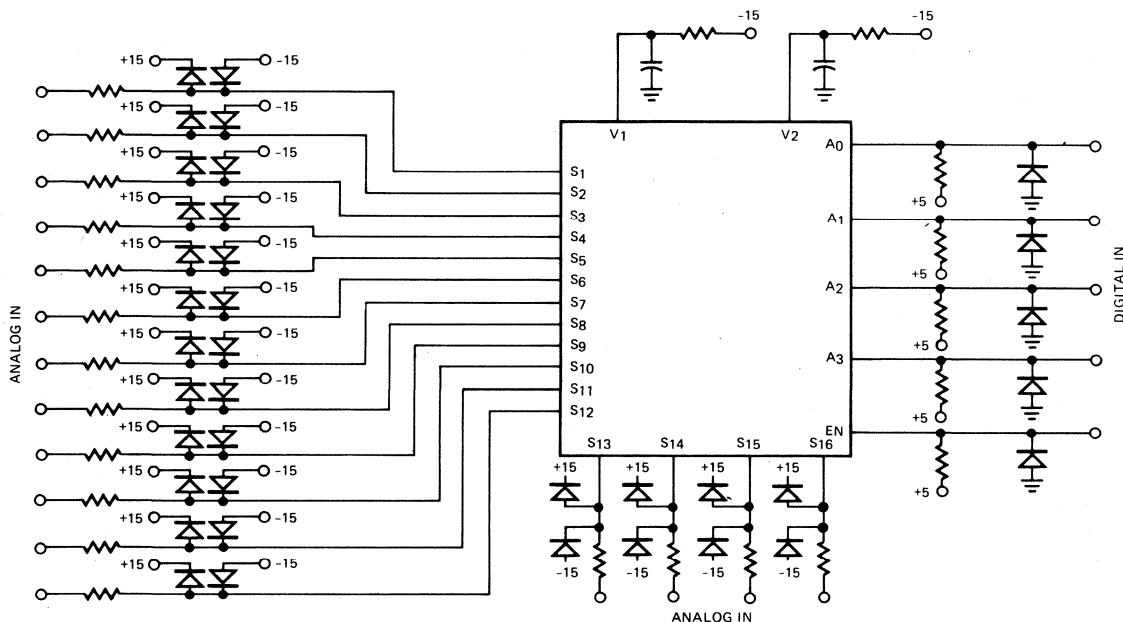 -15 -15
+15 -15
+15 -15
+15 -15
+15 -15
+15 -15
+15 -15
+15 -15
+15 -15
+15 -15
+15 -15
+15 -15
+15 -15
ANALOG IN
V1 V2
S1
S2
S3
S4
S5
S6
S7
S8
S9
S10
S11
S12
S13 S14 S15 S16
A0
+5
A1
+5
A2
+5
A3
+5
EN
+5
DIGITAL IN
+15 +15 +15 +15
-15 -15 -15 -15
ANALOG IN